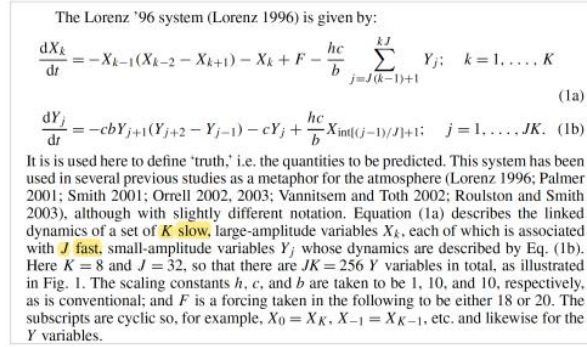 The Lorenz '96 system (Lorenz 1996) is given by:
dX_k/dt = −X_{k−1}(X_{k−2} − X_{k+1}) − X_k + F − hc/b ∑_{j=J(k−1)+1}^{kJ} Y_j; k = 1, . . . , K
(1a)
dY_j/dt = −cbY_{j+1}(Y_{j+2} − Y_{j−1}) − cY_j + hc/b X_{int[(j−1)/J]+1}; j = 1, . . . , JK. (1b)
It is is used here to define 'truth,' i.e. the quantities to be predicted. This system has been
used in several previous studies as a metaphor for the atmosphere (Lorenz 1996; Palmer
2001; Smith 2001; Orrell 2002, 2003; Vannitsem and Toth 2002; Roulston and Smith
2003), although with slightly different notation. Equation (1a) describes the linked
dynamics of a set of K slow, large-amplitude variables X_k, each of which is associated
with J fast, small-amplitude variables Y_j whose dynamics are described by Eq. (1b).
Here K = 8 and J = 32, so that there are JK = 256 Y variables in total, as illustrated
in Fig. 1. The scaling constants h, c, and b are taken to be 1, 10, and 10, respectively,
as is conventional; and F is a forcing taken in the following to be either 18 or 20. The
subscripts are cyclic so, for example, X_0 = X_K, X_{−1} = X_{K−1}, etc. and likewise for the
Y variables.